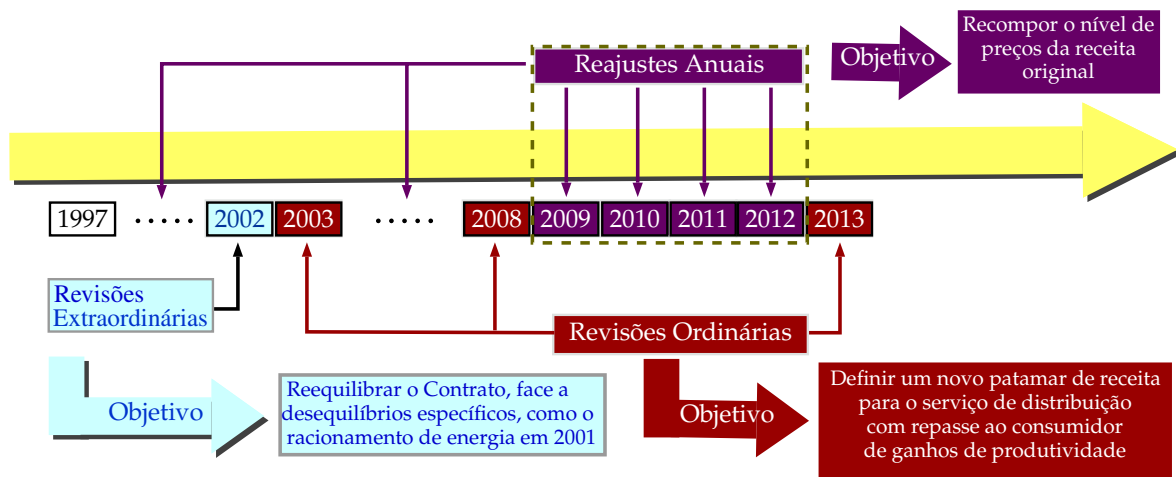 Reajustes Anuais
Objetivo
Recompor o nível de
preços da receita
original
1997 ..... 2002 2003 ..... 2008 2009 2010 2011 2012 2013
Revisões
Extraordinárias
Revisões Ordinárias
Objetivo
Reequilibrar o Contrato, face a
desequilíbrios específicos, como o
racionamento de energia em 2001
Objetivo
Definir um novo patamar de receita
para o serviço de distribuição
com repasse ao consumidor
de ganhos de produtividade